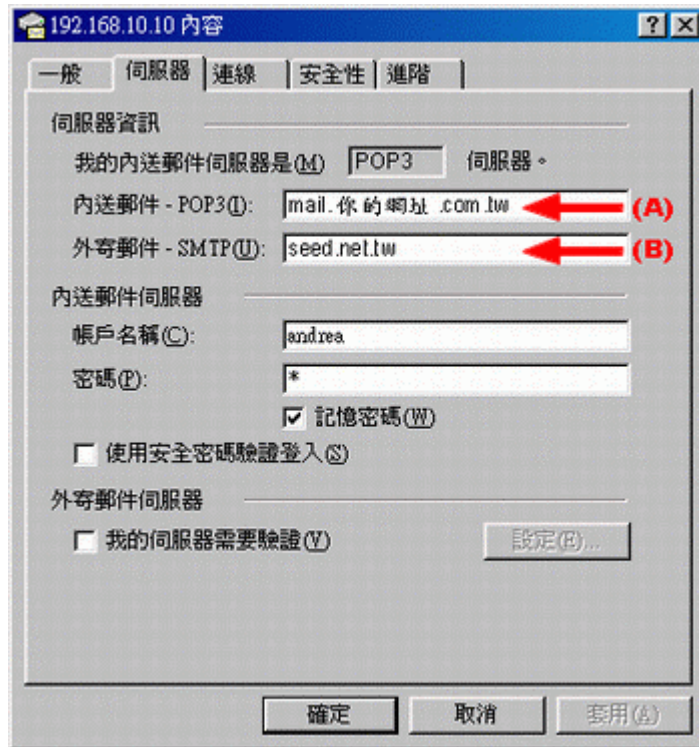 192.168.10.10 內容
一般 伺服器 連線 安全性 進階
伺服器資訊
我的內送郵件伺服器是(M) POP3 伺服器。
內送郵件 - POP3(I): mail.你的網址.com.tw (A)
外寄郵件 - SMTP(U): seed.net.tw (B)
內送郵件伺服器
帳戶名稱(C): andrea
密碼(P): *
記憶密碼(W)
使用安全密碼驗證登入(S)
外寄郵件伺服器
我的伺服器需要驗證(V) 設定(E)...
確定 取消 套用(A)